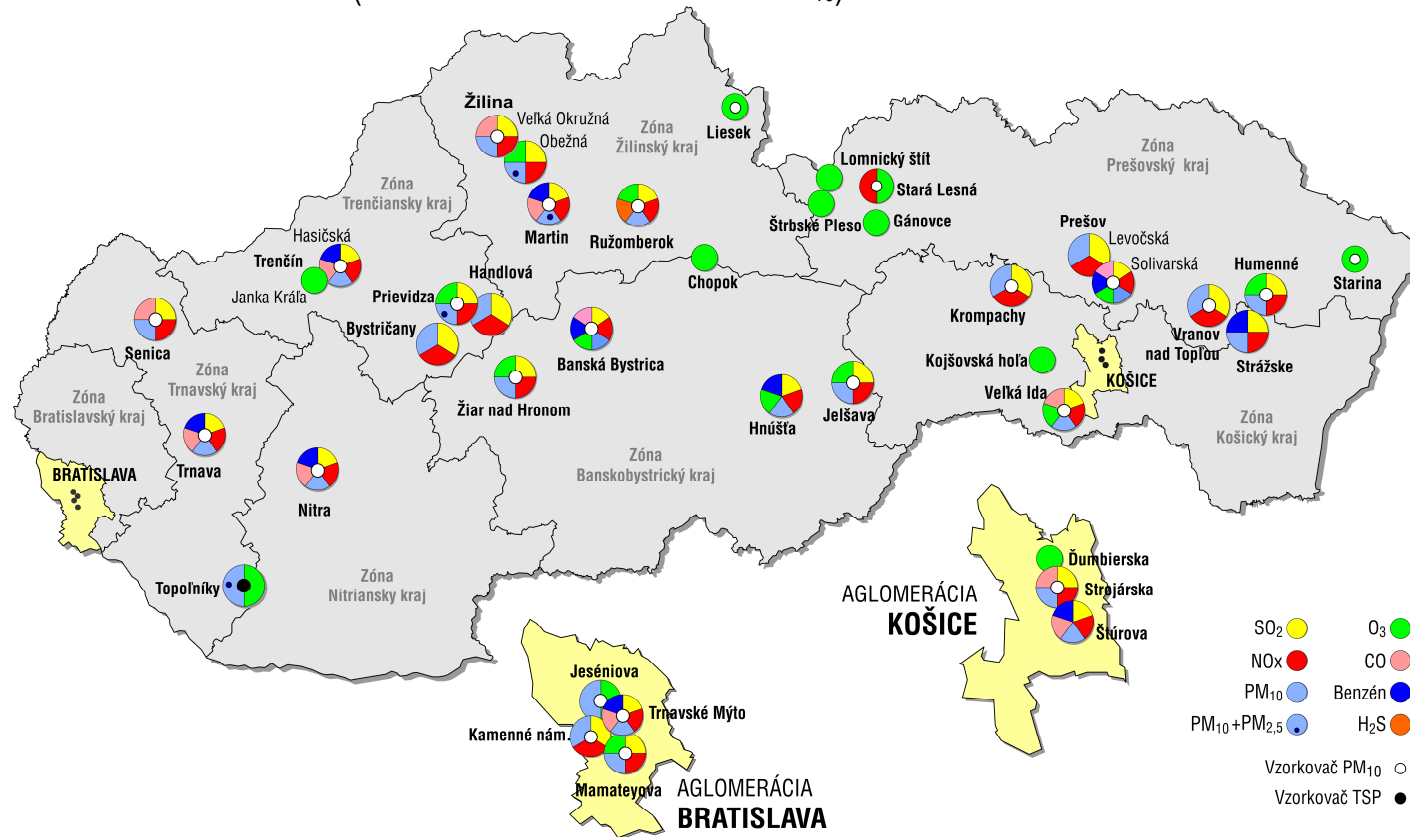 Žilina
Veľká Okružná
Obežná
Zóna
Žilinský kraj
Liesek
Lomnický štít
Stará Lesná
Štrbské Pleso
Gánovce
Zóna
Prešovský kraj
Zóna
Trenčiansky kraj
Martin
Ružomberok
Chopok
Prešov
Levočská
Solivarská
Humenné
Starina
Hasičská
Trenčín
Janka Kráľa
Handlová
Prievidza
Bystričany
Banská Bystrica
Žiar nad Hronom
Krompachy
Vranov
nad Topľou
Strážske
Kojšovská hoľa
KOŠICE
Veľká Ida
Senica
Zóna
Trnavský kraj
Zóna
Bratislavský kraj
Hnúšťa
Jelšava
Zóna
Košický kraj
Trnava
BRATISLAVA
Nitra
Zóna
Banskobystrický kraj
Topoľníky
Zóna
Nitriansky kraj
AGLOMERÁCIA
KOŠICE
Ďumbierska
Strojárska
Štúrova
Jeséniova
Trnavské Mýto
Kamenné nám.
Mamateyova
AGLOMERÁCIA
BRATISLAVA
SO2
O3
NOx
CO
PM10
Benzén
PM10+PM2,5
H2S
Vzorkovač PM10
Vzorkovač TSP